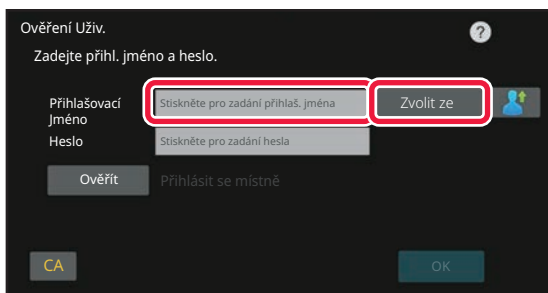 Ověření Uživ.
?
Zadejte přihl. jméno a heslo.
Přihlašovací Jméno
Stiskněte pro zadání přihlaš. jména
Zvolit ze
Heslo
Stiskněte pro zadání hesla
Ověřít
Přihlásit se místně
CA
OK